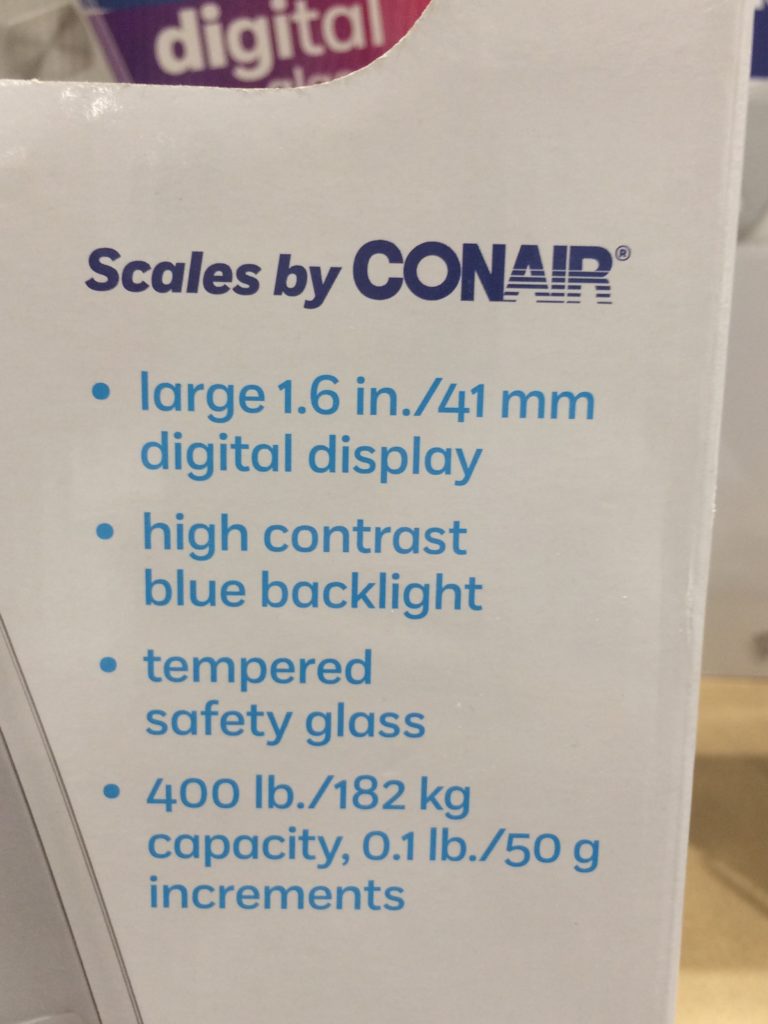 digital
Scales by CONAIR®
• large 1.6 in./41 mm
digital display
• high contrast
blue backlight
• tempered
safety glass
• 400 lb./182 kg
capacity, 0.1 lb./50 g
increments